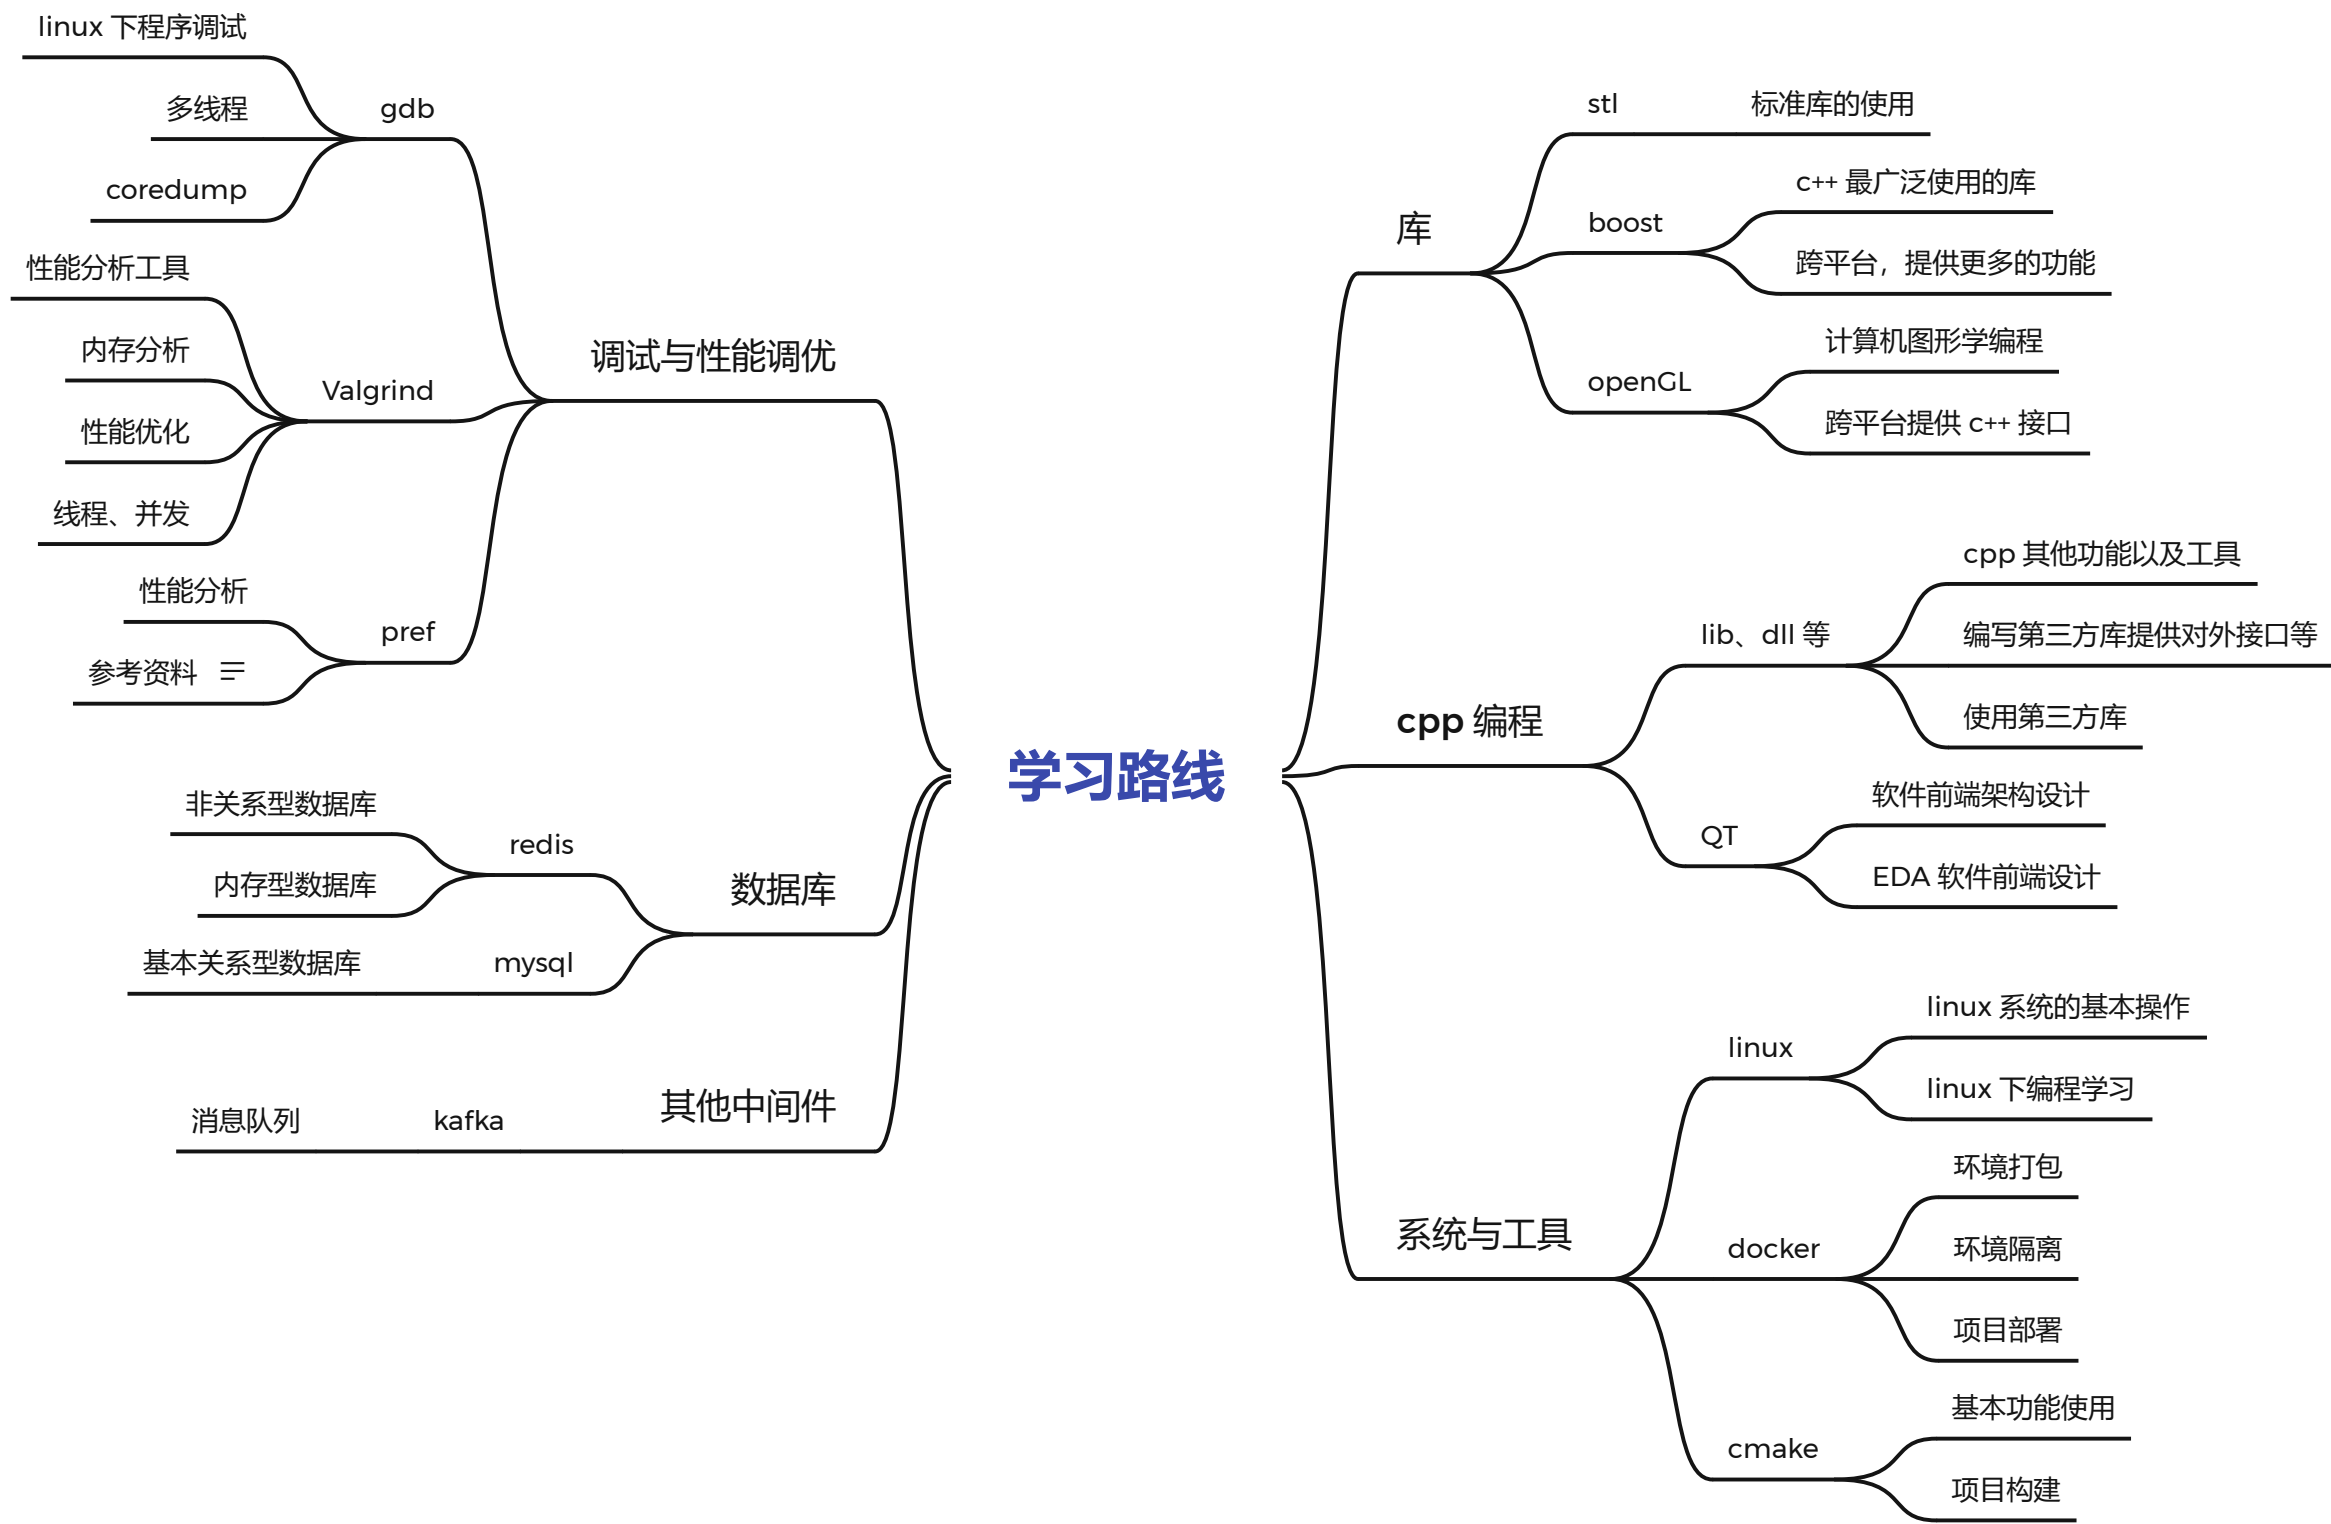 学习路线
库
stl
标准库的使用
boost
c++ 最广泛使用的库
跨平台，提供更多的功能
openGL
计算机图形学编程
跨平台提供 c++ 接口
cpp 编程
lib、dll 等
cpp 其他功能以及工具
编写第三方库提供对外接口等
使用第三方库
QT
软件前端架构设计
EDA 软件前端设计
系统与工具
linux
linux 系统的基本操作
linux 下编程学习
docker
环境打包
环境隔离
项目部署
cmake
基本功能使用
项目构建
调试与性能调优
gdb
linux 下程序调试
多线程
coredump
Valgrind
性能分析工具
内存分析
性能优化
线程、并发
pref
性能分析
参考资料
数据库
redis
非关系型数据库
内存型数据库
mysql
基本关系型数据库
其他中间件
kafka
消息队列